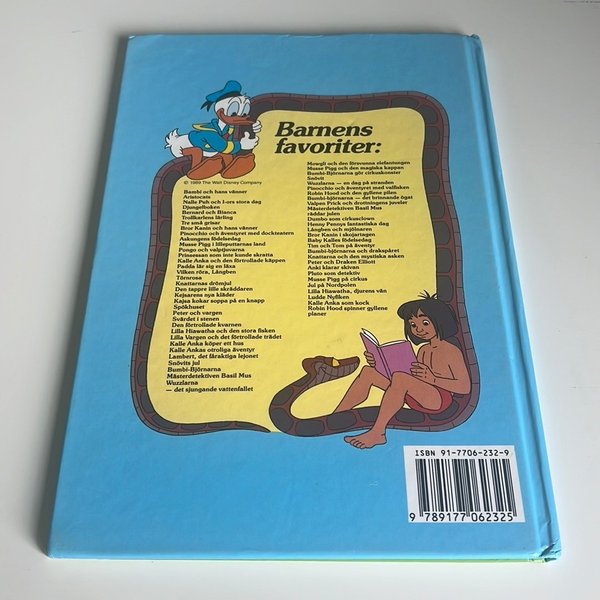 Barnens
favoriter:
© 1989 The Walt Disney Company
Bambi och hans vänner
Aristocats
Nalle Puh och I-ors stora dag
Djungelboken
Bernard och Bianca
Trollkarlens lärling
Tre små grisar
Bror Kanin och hans vänner
Pinocchio och äventyret med dockteatern
Askungens födelsedag
Musse Pigg i lilleputtarnas land
Pongo och valptjuvarna
Prinsessan som inte kunde skratta
Kalle Anka och den förtrollade käppen
Padda lär sig en läxa
Vilken röra, Långben
Törnrosa
Knattarnas drömjul
Den tappre lille skräddaren
Kejsarens nya kläder
Kajsa kokar soppa på en knapp
Spökhuset
Peter och vargen
Svärdet i stenen
Den förtrollade kvarnen
Lilla Hiawatha och den stora fisken
Lilla Vargen och det förtrollade trädet
Kalle Anka köper ett hus
Kalle Ankas otroliga äventyr
Lambert, det fåraktiga lejonet
Snövits jul
Bumbi-Björnarna
Mästerdetektiven Basil Mus
Wuzzlarna
— det sjungande vattenfallet
Mowgli och den försvunna elefantungen
Musse Pigg och den magiska kappan
Bumbi-Björnarna gör cirkuskonster
Snövit
Wuzzlarna — en dag på stranden
Pinocchio och äventyret med valfisken
Robin Hood och den gyllene pilen
Bumbi-Björnarna — det brinnande ögat
Valpen Prick och drottningens juveler
Mästerdetektiven Basil Mus
räddar julen
Dumbo som cirkusclown
Henny Pennys fantastiska dag
Långben och mjölnaren
Bror Kanin i skojartagen
Baby Kalles födelsedag
Tim och Tom på äventyr
Bumbi-Björnarna och drakspåret
Knattarna och den mystiska asken
Peter och Draken Elliott
Anki klarar skivan
Pluto som detektiv
Musse Pigg på cirkus
Jul på Nordpolen
Lilla Hiawatha, djurens vän
Ludde Nyfiken
Kalle Anka som kock
Robin Hood spinner gyllene
planer
ISBN 91-7706-232-9
9 789177 062325